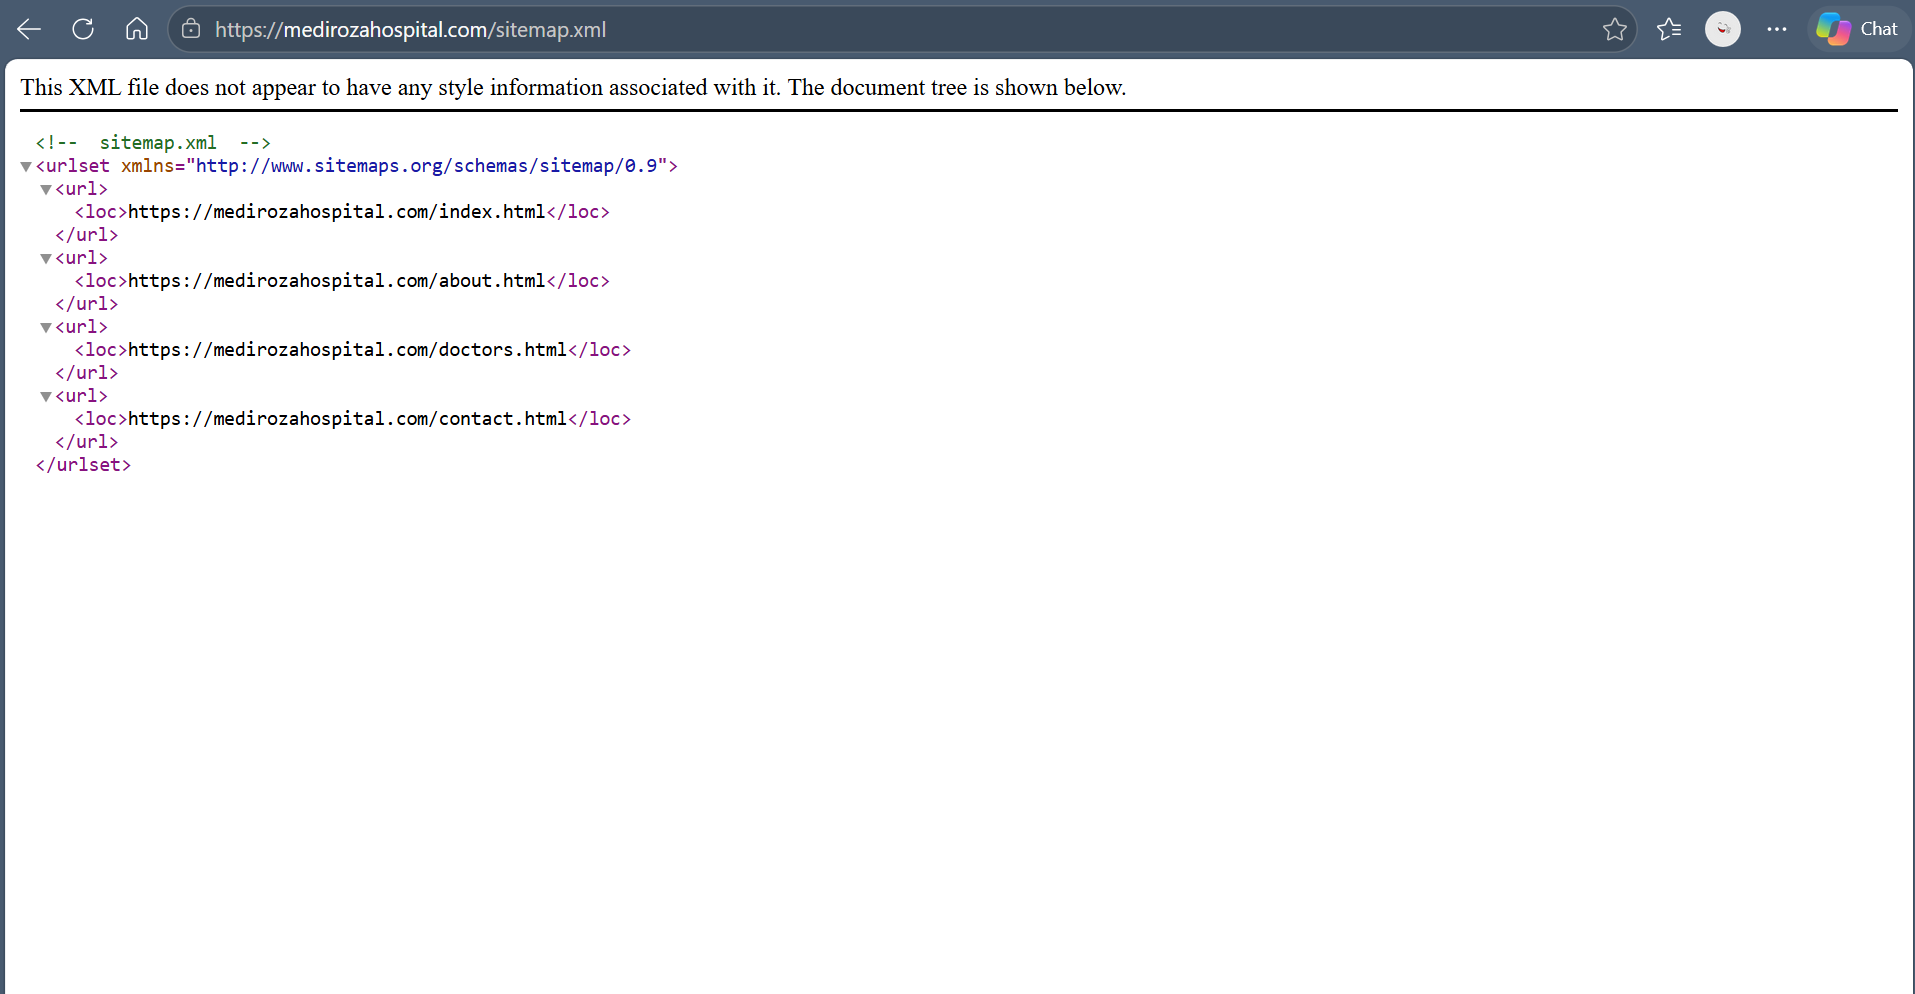 https://medirozahospital.com/sitemap.xml
Chat
This XML file does not appear to have any style information associated with it. The document tree is shown below.
<!--  sitemap.xml  -->
<urlset xmlns="http://www.sitemaps.org/schemas/sitemap/0.9">
<url>
<loc>https://medirozahospital.com/index.html</loc>
</url>
<url>
<loc>https://medirozahospital.com/about.html</loc>
</url>
<url>
<loc>https://medirozahospital.com/doctors.html</loc>
</url>
<url>
<loc>https://medirozahospital.com/contact.html</loc>
</url>
</urlset>